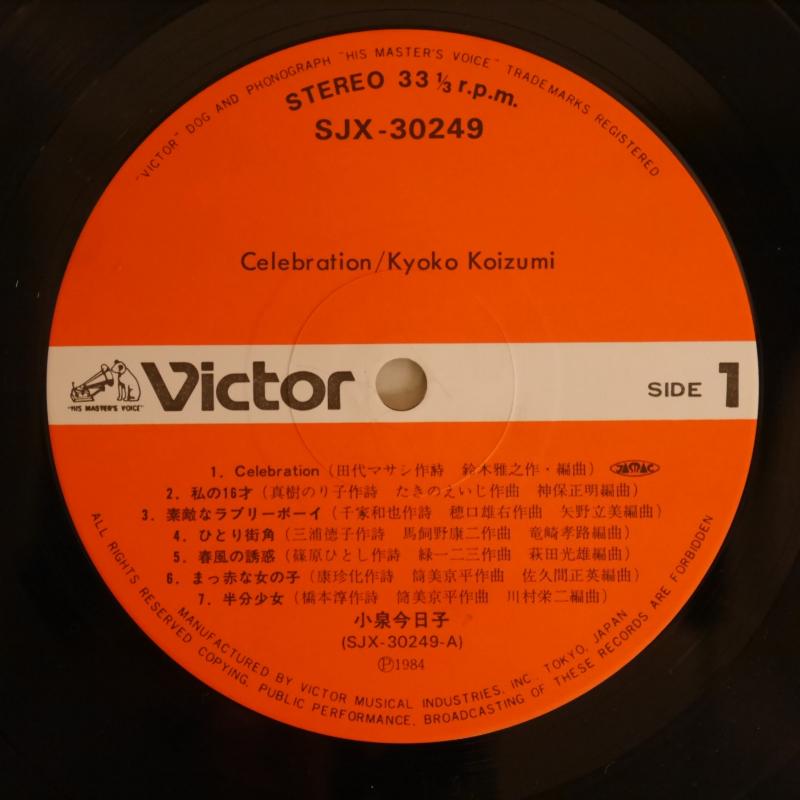 "VICTOR" DOG AND PHONOGRAPH "HIS MASTER'S VOICE" TRADEMARKS REGISTERED
STEREO 33 1/3 r.p.m.
SJX-30249
Celebration/Kyoko Koizumi
"HIS MASTER'S VOICE"
Victor
SIDE 1
1. Celebration (田代マサシ作詩 鈴木雅之作・編曲) JASRAC
2. 私の16才 (真樹のり子作詩 たきのえいじ作曲 神保正明編曲)
3. 素敵なラブリーボーイ (千家和也作詩 穂口雄右作曲 矢野立美編曲)
4. ひとり街角 (三浦徳子作詩 馬飼野康二作曲 竜崎孝路編曲)
5. 春風の誘惑 (篠原ひとし作詩 緑一二三作曲 萩田光雄編曲)
6. まっ赤な女の子 (康珍化作詩 筒美京平作曲 佐久間正英編曲)
7. 半分少女 (橋本淳作詩 筒美京平作曲 川村栄二編曲)
小泉今日子
(SJX-30249-A)
Ⓟ1984
MANUFACTURED BY VICTOR MUSICAL INDUSTRIES, INC., TOKYO, JAPAN
ALL RIGHTS RESERVED COPYING, PUBLIC PERFORMANCE, BROADCASTING OF THESE RECORDS ARE FORBIDDEN